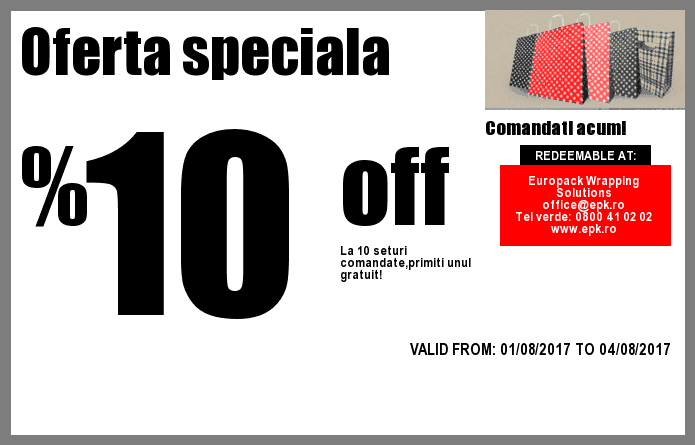 Oferta speciala
%10 off
La 10 seturi
comandate,primiti unul
gratuit!
Comandati acum!
REDEEMABLE AT:
Europack Wrapping
Solutions
office@epk.ro
Tel verde: 0800 41 02 02
www.epk.ro
VALID FROM: 01/08/2017 TO 04/08/2017